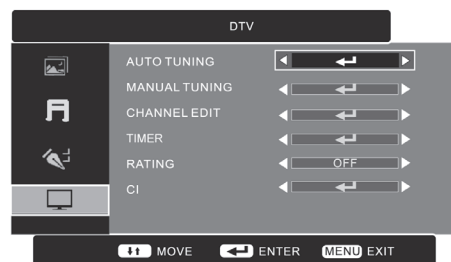 DTV
AUTO TUNING
MANUAL TUNING
CHANNEL EDIT
TIMER
RATING OFF
CI
MOVE ENTER MENU EXIT